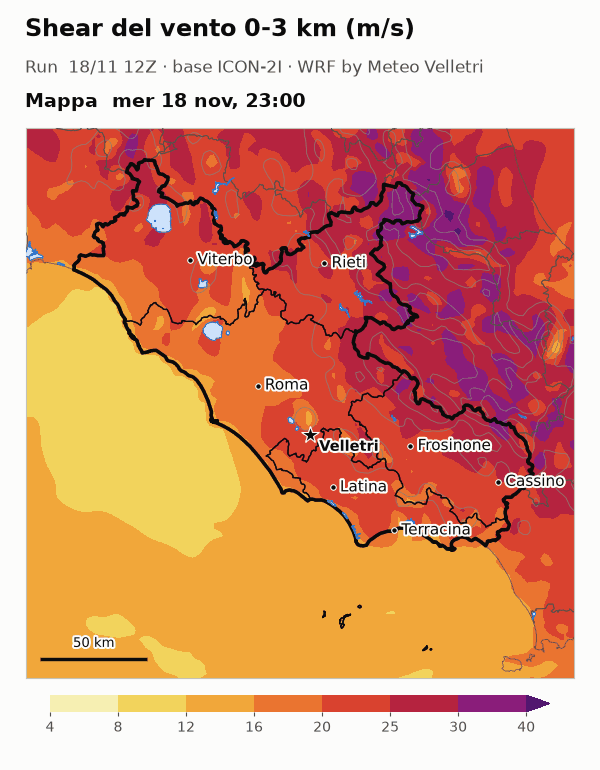 Shear del vento 0-3 km (m/s)
Run 18/11 12Z · base ICON-2I · WRF by Meteo Velletri
Mappa mer 18 nov, 23:00
Viterbo
Rieti
Roma
Velletri
Frosinone
Cassino
Latina
Terracina
50 km
4 8 12 16 20 25 30 40